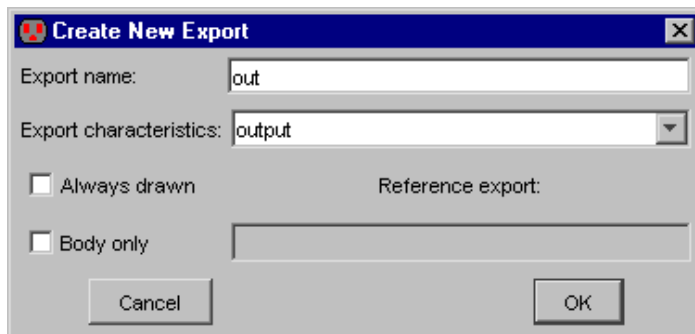 Create New Export
Export name: out
Export characteristics: output
Always drawn Reference export:
Body only
Cancel OK